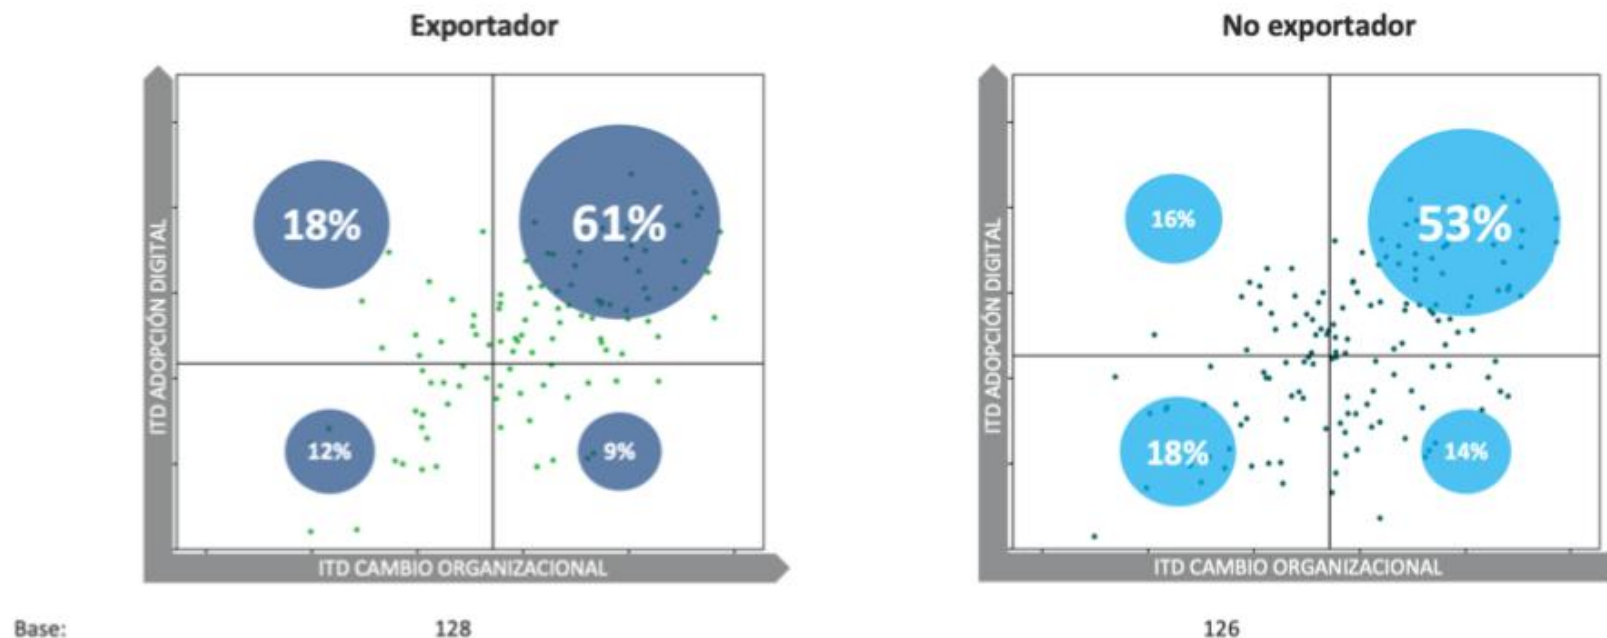 Exportador
No exportador
ITD ADOPCIÓN DIGITAL
18%
61%
12%
9%
ITD CAMBIO ORGANIZACIONAL
ITD ADOPCIÓN DIGITAL
16%
53%
18%
14%
ITD CAMBIO ORGANIZACIONAL
Base:
128
126